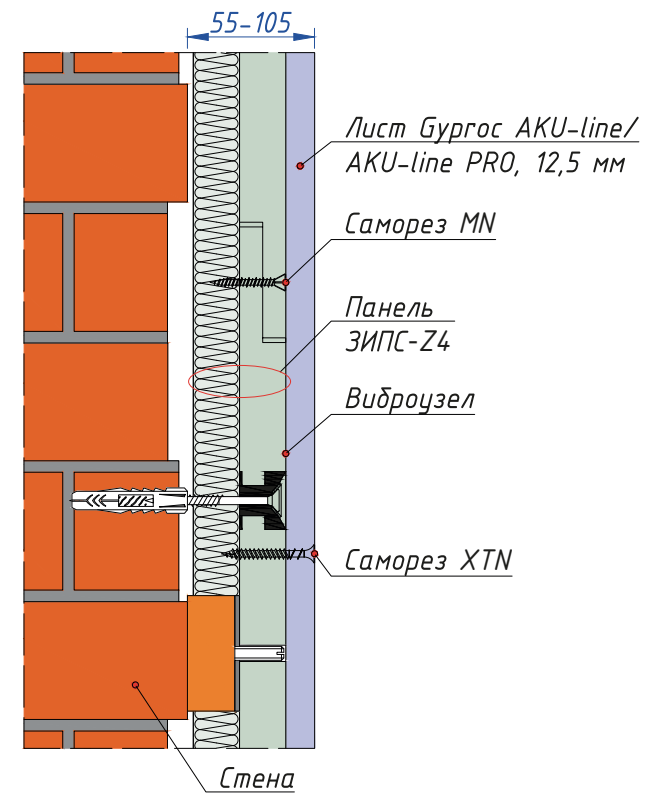 55-105
Лист Gyproc AKU-line/
AKU-line PRO, 12,5 мм
Саморез MN
Панель
ЗИПС-Z4
Виброузел
Саморез XTN
Стена